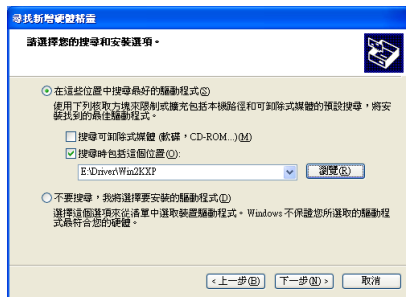 尋找新增硬體精靈
請選擇您的搜尋和安裝選項。
在這些位置中搜尋最好的驅動程式(S)
使用下列核取方塊來限制或擴充包括本機路徑和可卸除式媒體的預設搜尋，將安
裝找到的最佳驅動程式。
搜尋可卸除式媒體 (軟碟，CD-ROM...)(M)
搜尋時包括這個位置(O):
E:\Driver\Win2KXP
瀏覽(R)
不要搜尋，我將選擇要安裝的驅動程式(D)
選擇這個選項來從清單中選取裝置驅動程式。Windows 不保證您所選取的驅動程
式最符合您的硬體。
<上一步(B)
下一步(N)>
取消